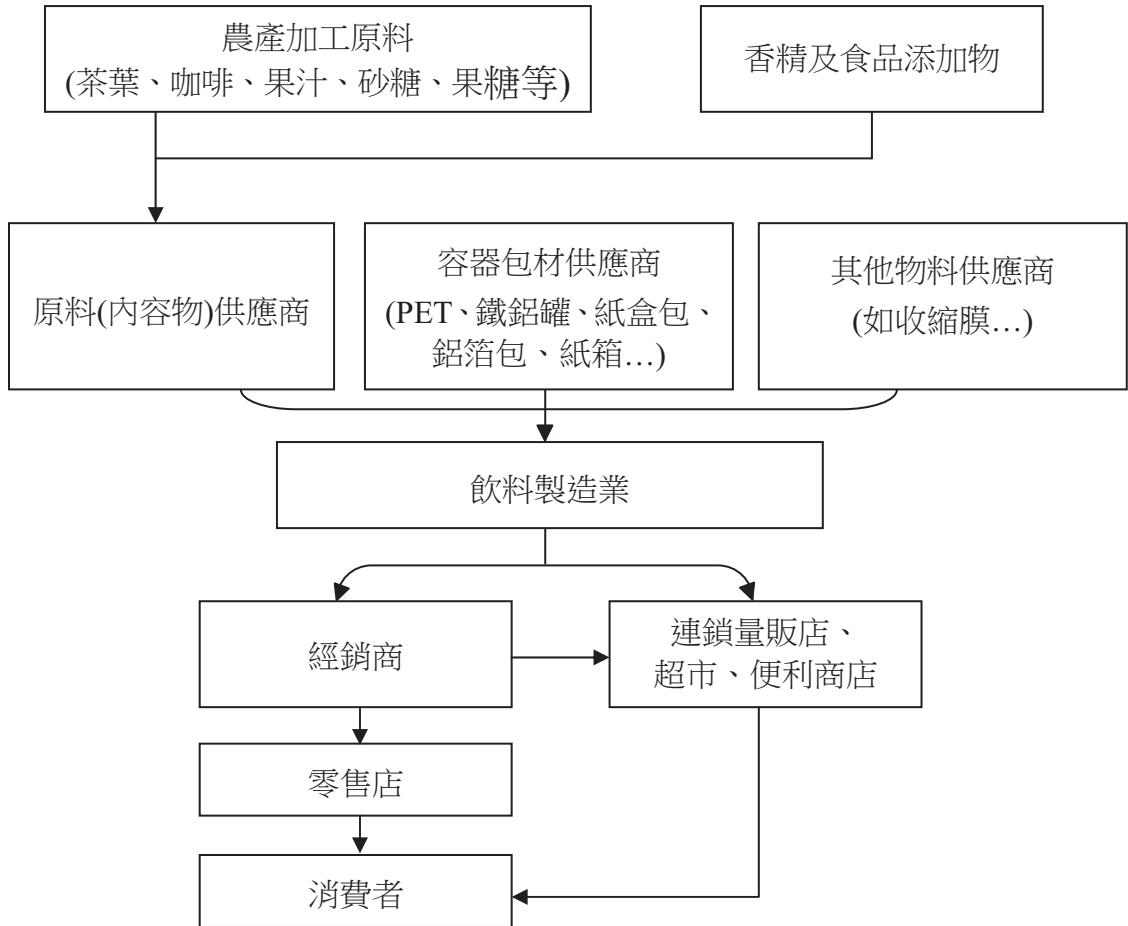 農產加工原料
(茶葉、咖啡、果汁、砂糖、果糖等)
香精及食品添加物
原料(內容物)供應商
容器包材供應商
(PET、鐵鋁罐、紙盒包、
鋁箔包、紙箱…)
其他物料供應商
(如收縮膜…)
飲料製造業
經銷商
連鎖量販店、
超市、便利商店
零售店
消費者